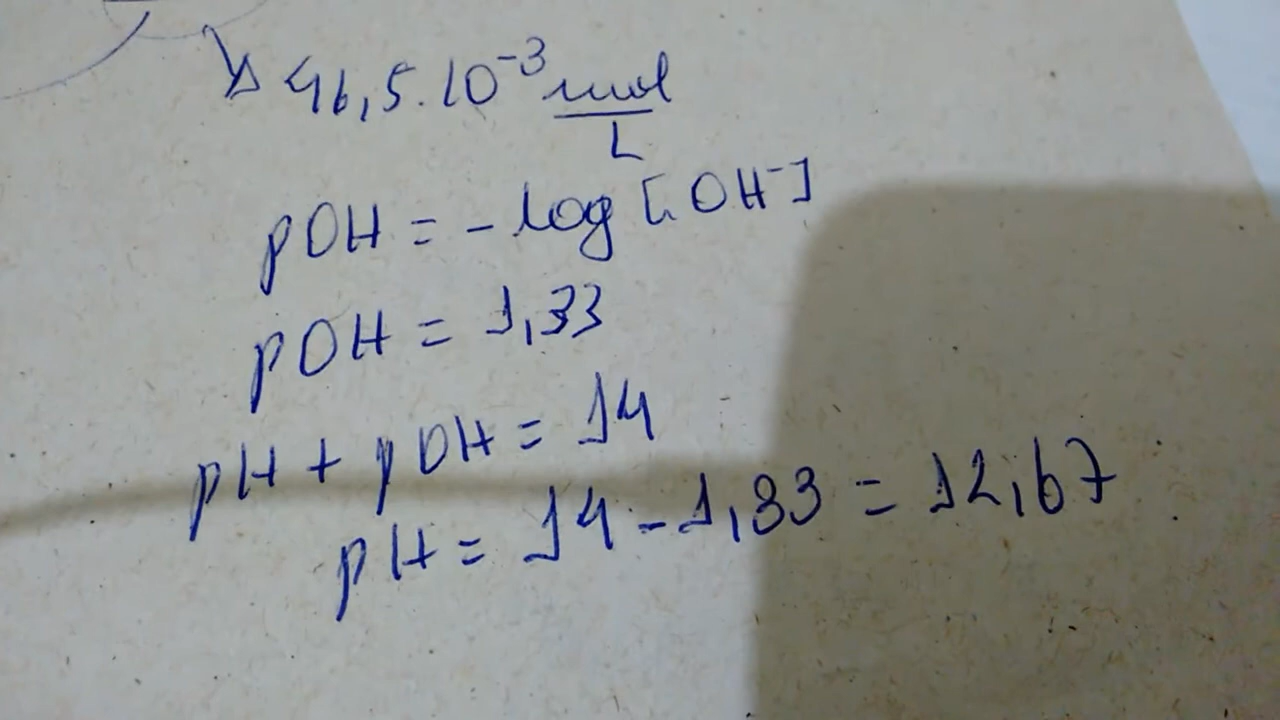 ↘ 46,5.10⁻³ mol/L
pOH = - log [OH⁻]
pOH = 1,33
pH + pOH = 14
pH = 14 - 1,33 = 12,67